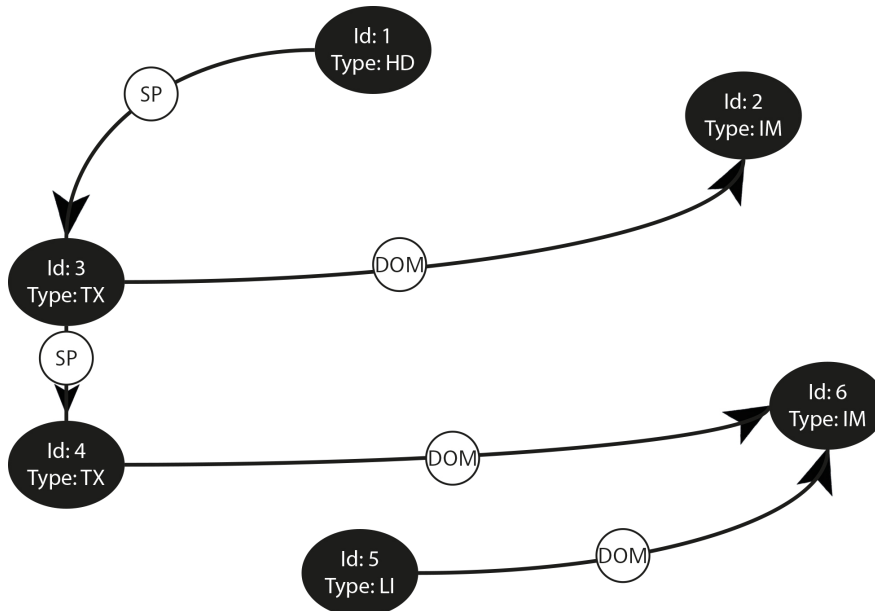 Id: 1
Type: HD
SP
Id: 2
Type: IM
DOM
Id: 3
Type: TX
SP
Id: 6
Type: IM
Id: 4
Type: TX
DOM
Id: 5
Type: LI
DOM